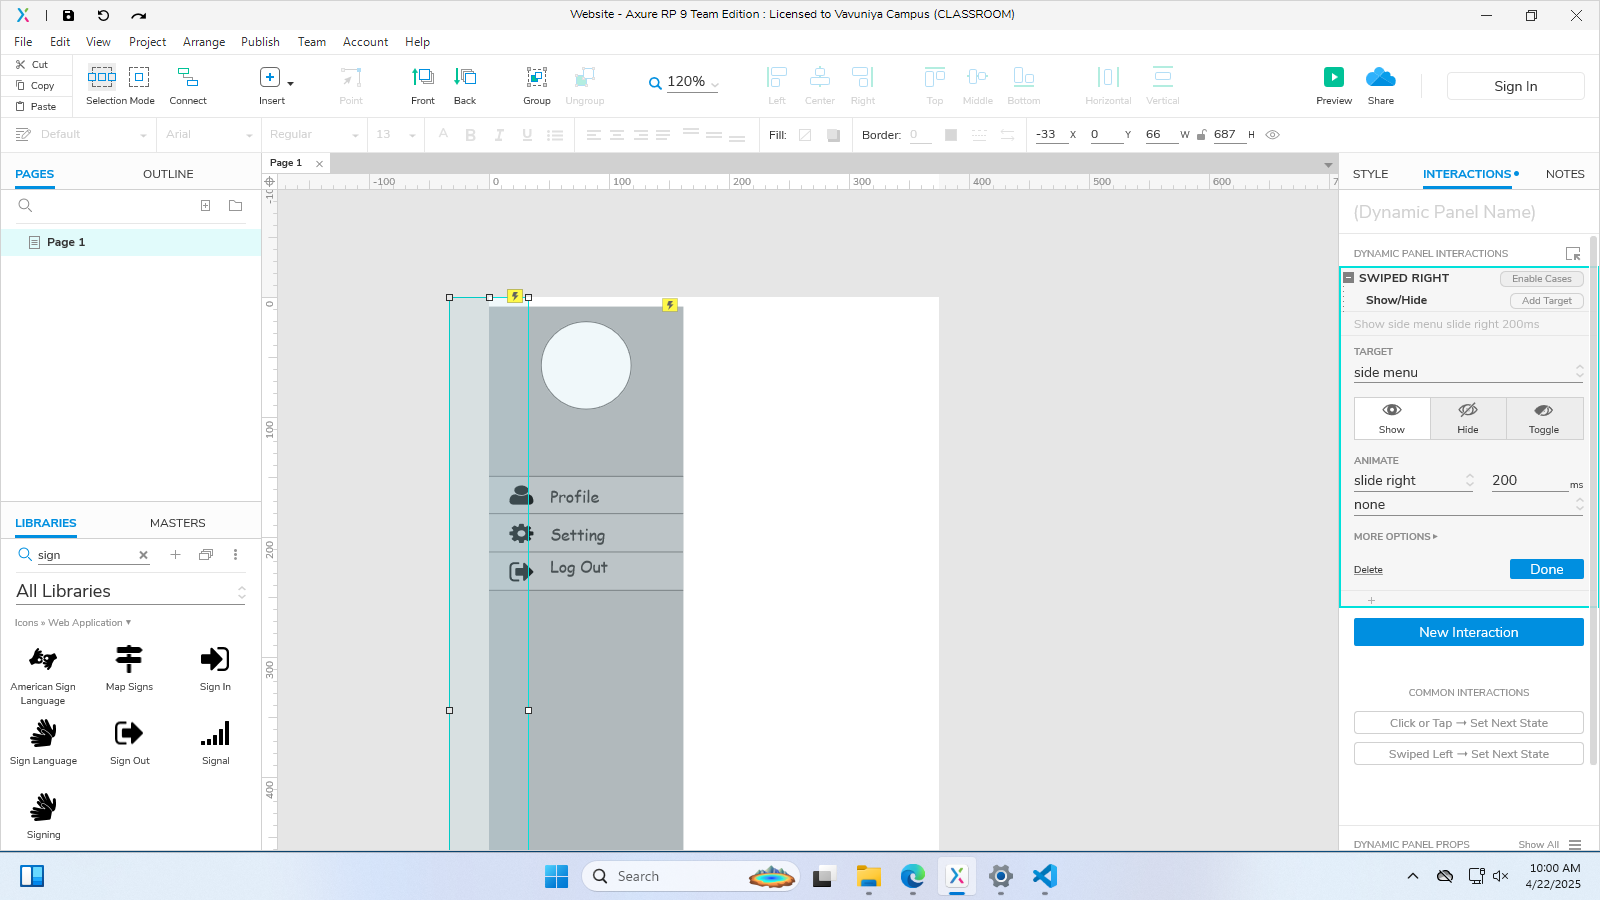 Website - Axure RP 9 Team Edition : Licensed to Vavuniya Campus (CLASSROOM)
File Edit View Project Arrange Publish Team Account Help
Cut
Copy
Paste
Selection Mode Connect Insert Point Front Back Group Ungroup 120% Left Center Right Top Middle Bottom Horizontal Vertical Preview Share Sign In
Default Arial Regular 13 Fill: Border: 0 -33 X 0 Y 66 W 687 H
PAGES OUTLINE
Page 1
Page 1
-100 0 100 200 300 400 500 600 7
-10
0
100
200
300
400
Profile
Setting
Log Out
LIBRARIES MASTERS
sign
All Libraries
Icons » Web Application
American Sign Language
Map Signs
Sign In
Sign Language
Sign Out
Signal
Signing
STYLE INTERACTIONS NOTES
(Dynamic Panel Name)
DYNAMIC PANEL INTERACTIONS
SWIPED RIGHT Enable Cases
Show/Hide Add Target
Show side menu slide right 200ms
TARGET
side menu
Show Hide Toggle
ANIMATE
slide right 200 ms
none
MORE OPTIONS
Delete Done
New Interaction
COMMON INTERACTIONS
Click or Tap → Set Next State
Swiped Left → Set Next State
DYNAMIC PANEL PROPS Show All
Search
10:00 AM
4/22/2025